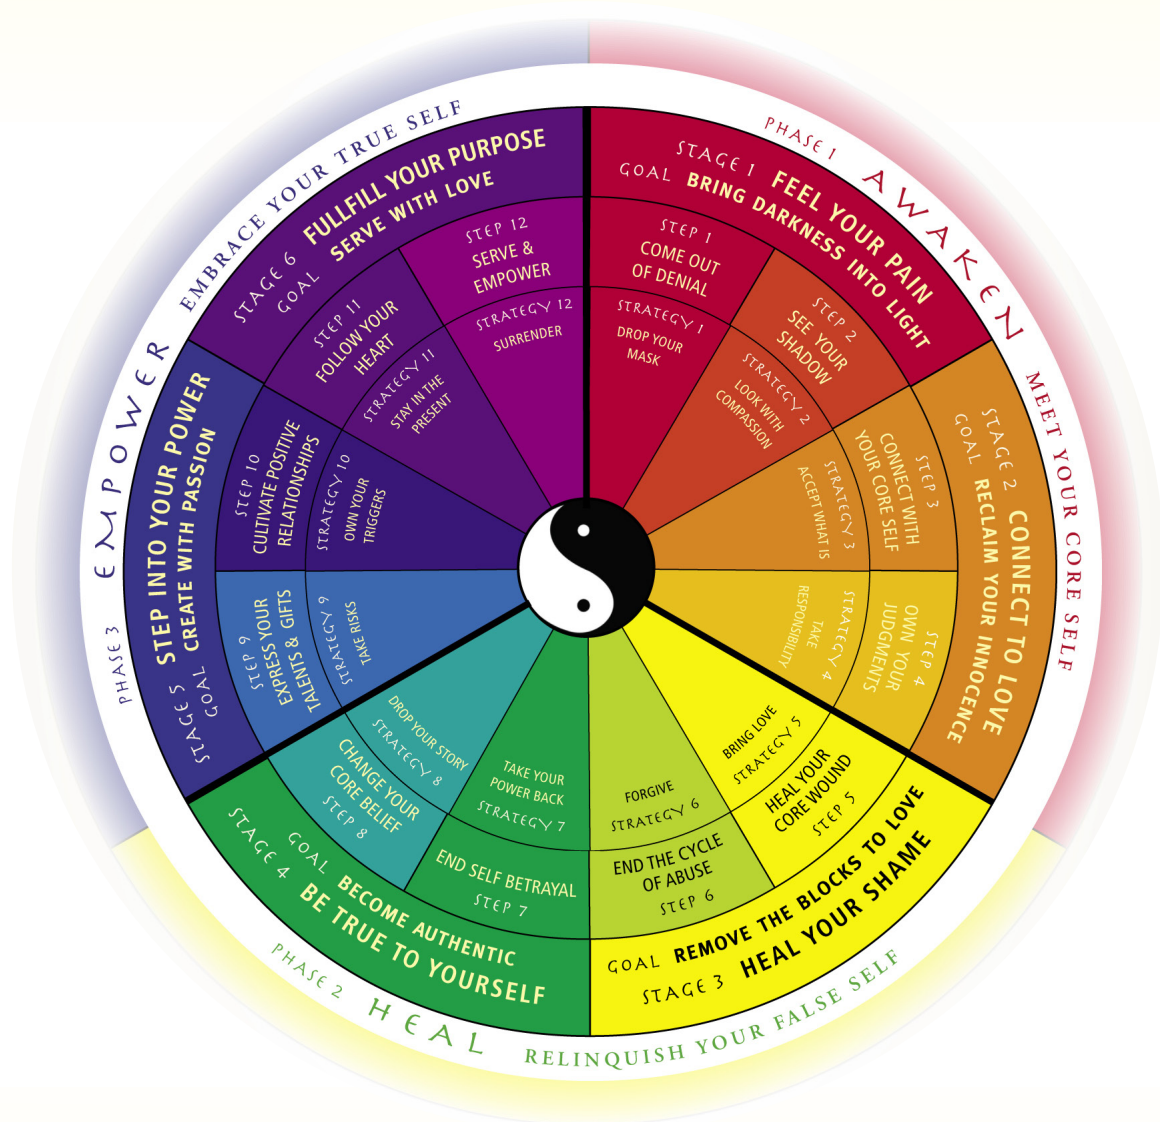 PHASE 1 AWAKEN MEET YOUR CORE SELF
STAGE 1 FEEL YOUR PAIN
GOAL BRING DARKNESS INTO LIGHT
STEP 1
COME OUT
OF DENIAL
STRATEGY 1
DROP YOUR
MASK
STEP 2
SEE YOUR
SHADOW
STRATEGY 2
LOOK WITH
COMPASSION
STAGE 2 CONNECT TO LOVE
GOAL RECLAIM YOUR INNOCENCE
STEP 3
CONNECT WITH
YOUR CORE SELF
STRATEGY 3
ACCEPT WHAT IS
STEP 4
OWN YOUR
JUDGMENTS
STRATEGY 4
TAKE
RESPONSIBILITY
PHASE 2 HEAL RELINQUISH YOUR FALSE SELF
GOAL REMOVE THE BLOCKS TO LOVE
STAGE 3 HEAL YOUR SHAME
BRING LOVE
STRATEGY 5
HEAL YOUR
CORE WOUND
STEP 5
FORGIVE
STRATEGY 6
END THE CYCLE
OF ABUSE
STEP 6
GOAL BECOME AUTHENTIC
STAGE 4 BE TRUE TO YOURSELF
TAKE YOUR
POWER BACK
STRATEGY 7
END SELF BETRAYAL
STEP 7
DROP YOUR STORY
STRATEGY 8
CHANGE YOUR
CORE BELIEF
STEP 8
PHASE 3 EMPOWER EMBRACE YOUR TRUE SELF
STAGE 5 STEP INTO YOUR POWER
GOAL CREATE WITH PASSION
STEP 9
EXPRESS YOUR
TALENTS & GIFTS
STRATEGY 9
TAKE RISKS
STEP 10
CULTIVATE POSITIVE
RELATIONSHIPS
STRATEGY 10
OWN YOUR
TRIGGERS
STAGE 6 FULLFILL YOUR PURPOSE
GOAL SERVE WITH LOVE
STEP 11
FOLLOW YOUR
HEART
STRATEGY 11
STAY IN THE
PRESENT
STEP 12
SERVE &
EMPOWER
STRATEGY 12
SURRENDER